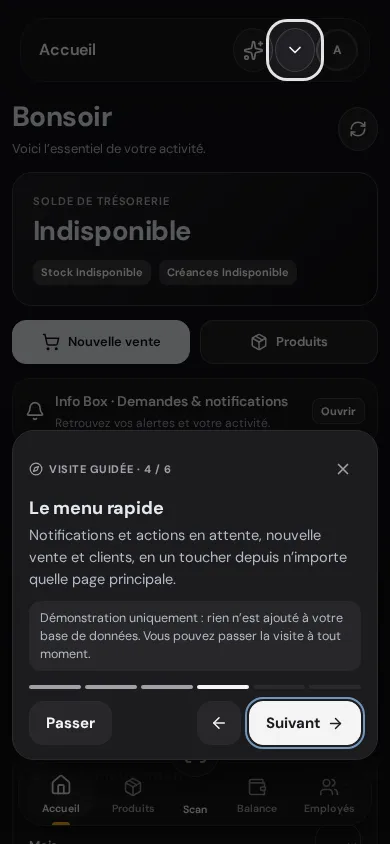 Accueil
A
Bonsoir
Voici l'essentiel de votre activité.
SOLDE DE TRÉSORERIE
Indisponible
Stock Indisponible
Créances Indisponible
Nouvelle vente
Produits
Info Box · Demandes & notifications
Retrouvez vos alertes et votre activité.
Ouvrir
VISITE GUIDÉE · 4 / 6
Le menu rapide
Notifications et actions en attente, nouvelle
vente et clients, en un toucher depuis n'importe
quelle page principale.
Démonstration uniquement : rien n'est ajouté à votre
base de données. Vous pouvez passer la visite à tout
moment.
Passer
Suivant
Accueil
Produits
Scan
Balance
Employés